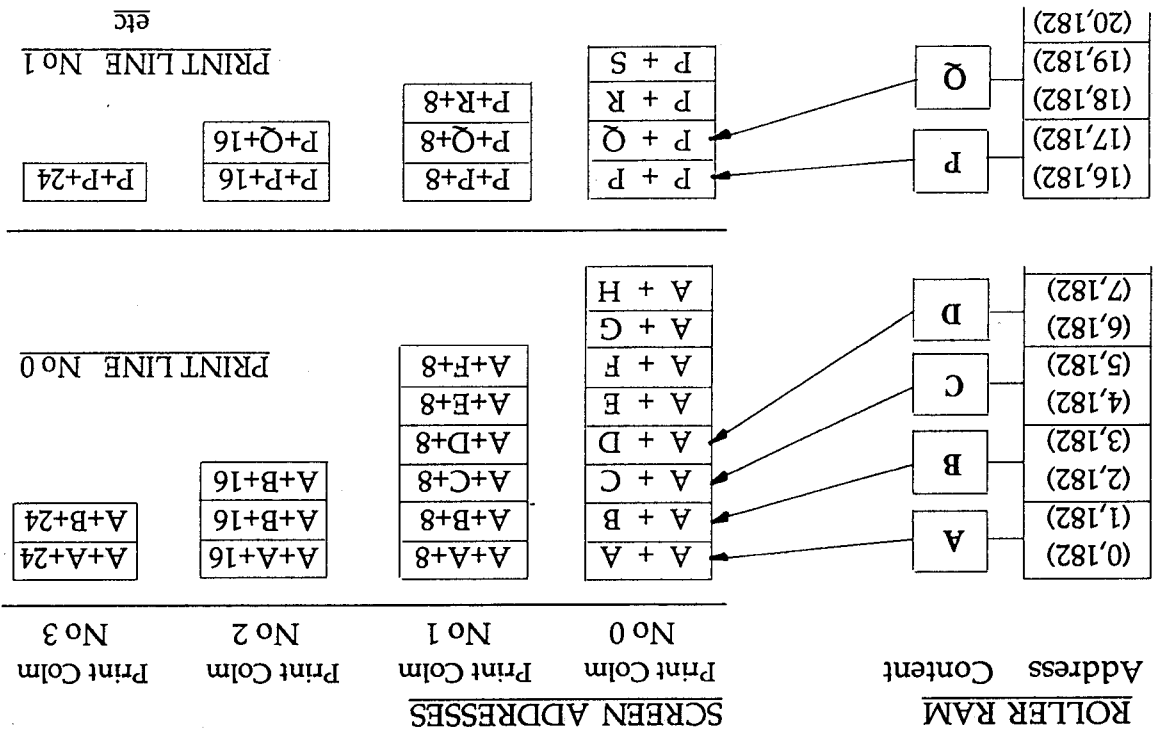 ROLLER RAM SCREEN ADDRESSES
Address Content Print Colm Print Colm Print Colm Print Colm
No 0 No 1 No 2 No 3
(0,182) A A + A A+A+8 A+A+16 A+A+24
(1,182) A + B A+B+8 A+B+16 A+B+24
(2,182) B A + C A+C+8 A+B+16
(3,182) A + D A+D+8
(4,182) C A + E A+E+8
(5,182) A + F A+F+8 PRINT LINE No 0
(6,182) D A + G
(7,182) A + H
(16,182) P P + P P+P+8 P+P+16 P+P+24
(17,182) P + Q P+Q+8 P+Q+16
(18,182) Q P + R P+R+8
(19,182) P + S PRINT LINE No 1
(20,182) etc